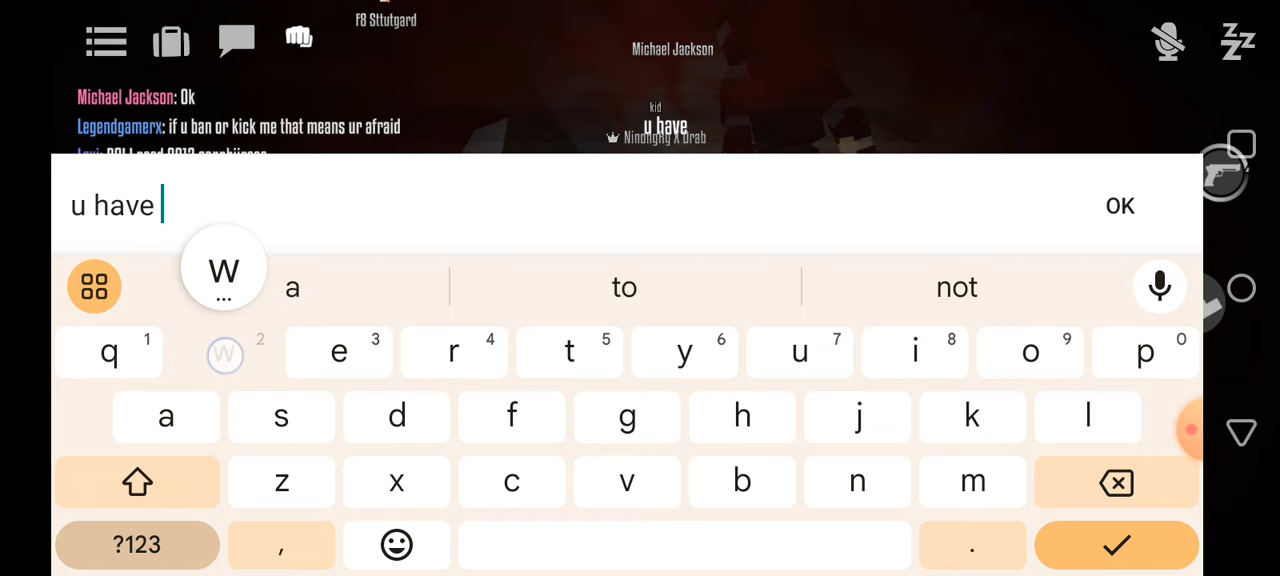 F8 Sttutgard
Michael Jackson
Michael Jackson: Ok
Legendgamerx: if u ban or kick me that means ur afraid
kid
u have
NinongRg X Drab
u have
OK
w
...
a
to
not
q 1
w 2
e 3
r 4
t 5
y 6
u 7
i 8
o 9
p 0
a s d f g h j k l
z x c v b n m
?123 , .